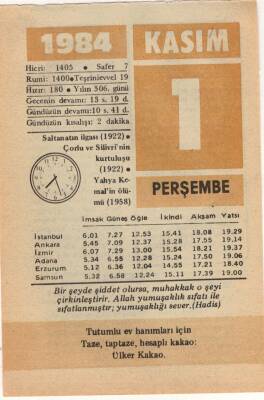 1984
KASIM
Hicri: 1405 • Safer 7
Rumi: 1400 • Teşrinievvel 19
Hızır: 180 • Yılın 306. günü
Gecenin devamı: 13 s. 19 d.
Gündüzün devamı: 10 s. 41 d.
Gündüzün kısalışı: 2 dakika
Saltanatın ilgası (1922) •
Çorlu ve Silivri'nin
kurtuluşu
(1922) •
Yahya Ke-
mal'in ölü-
mü (1958)
1
PERŞEMBE
İmsak Güneş Öğle İkindi Akşam Yatsı
İstanbul 6.01 7.27 12.53 15.41 18.08 19.29
Ankara 5.45 7.09 12.37 15.28 17.55 19.14
İzmir 6.07 7.29 13.00 15.54 18.21 19.37
Adana 5.34 6.55 12.28 15.24 17.50 19.06
Erzurum 5.12 6.36 12.04 14.55 17.21 18.40
Samsun 5.32 6.58 12.24 15.11 17.39 19.00
Bir şeyde şiddet olursa, muhakkak o şeyi
çirkinleştirir. Allah yumuşaklık sıfatı ile
sıfatlanmıştır; yumuşaklığı sever. (Hadis)
Tutumlu ev hanımları için
Taze, taptaze, hesaplı kakao:
Ülker Kakao.